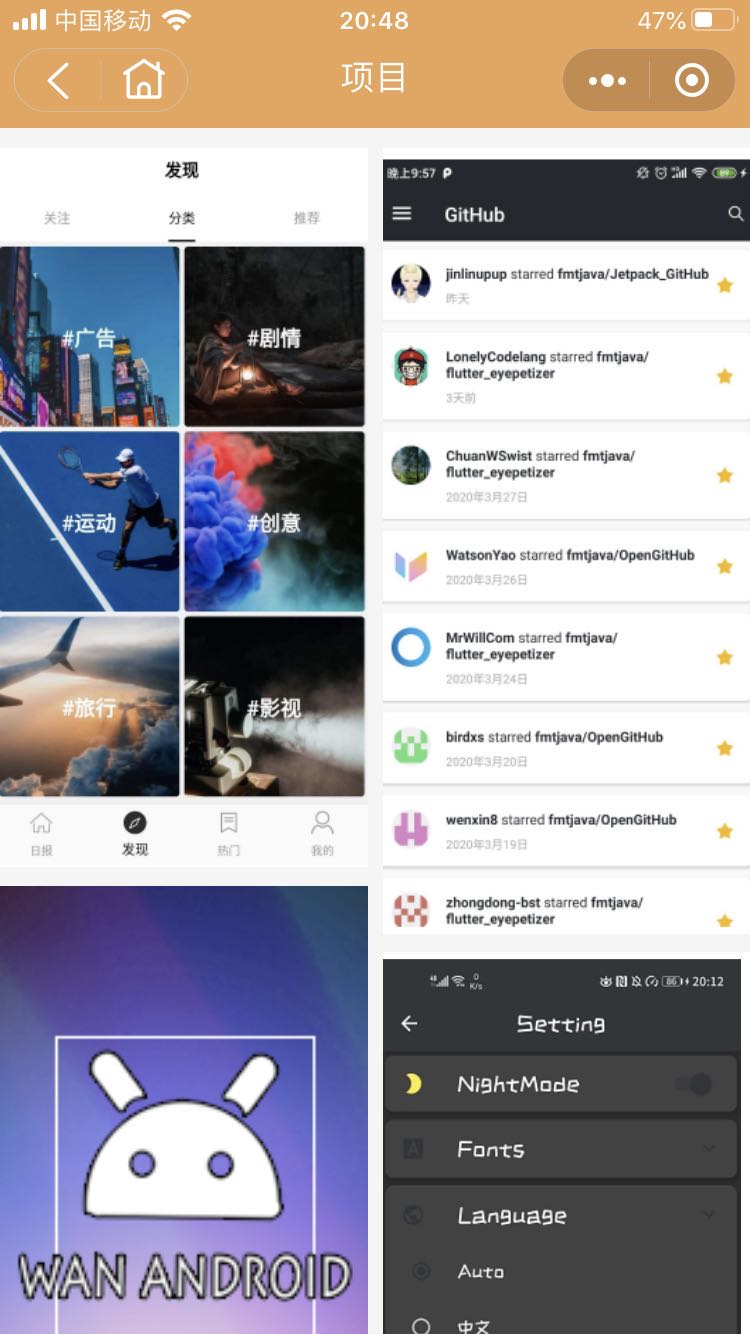 中国移动
20:48
47%
项目
发现
关注
分类
推荐
#广告
#剧情
#运动
#创意
#旅行
#影视
日报
发现
热门
我的
晚上9:57
GitHub
jinlinupup starred fmtjava/Jetpack_GitHub
昨天
LonelyCodelang starred fmtjava/
flutter_eyepetizer
3天前
ChuanWSwist starred fmtjava/
flutter_eyepetizer
2020年3月27日
WatsonYao starred fmtjava/OpenGitHub
2020年3月26日
MrWillCom starred fmtjava/
flutter_eyepetizer
2020年3月24日
birdxs starred fmtjava/OpenGitHub
2020年3月20日
wenxin8 starred fmtjava/OpenGitHub
2020年3月19日
zhongdong-bst starred fmtjava/
flutter_eyepetizer
WAN ANDROID
0
K/s
86
20:12
Setting
NightMode
A
Fonts
Language
Auto
中文